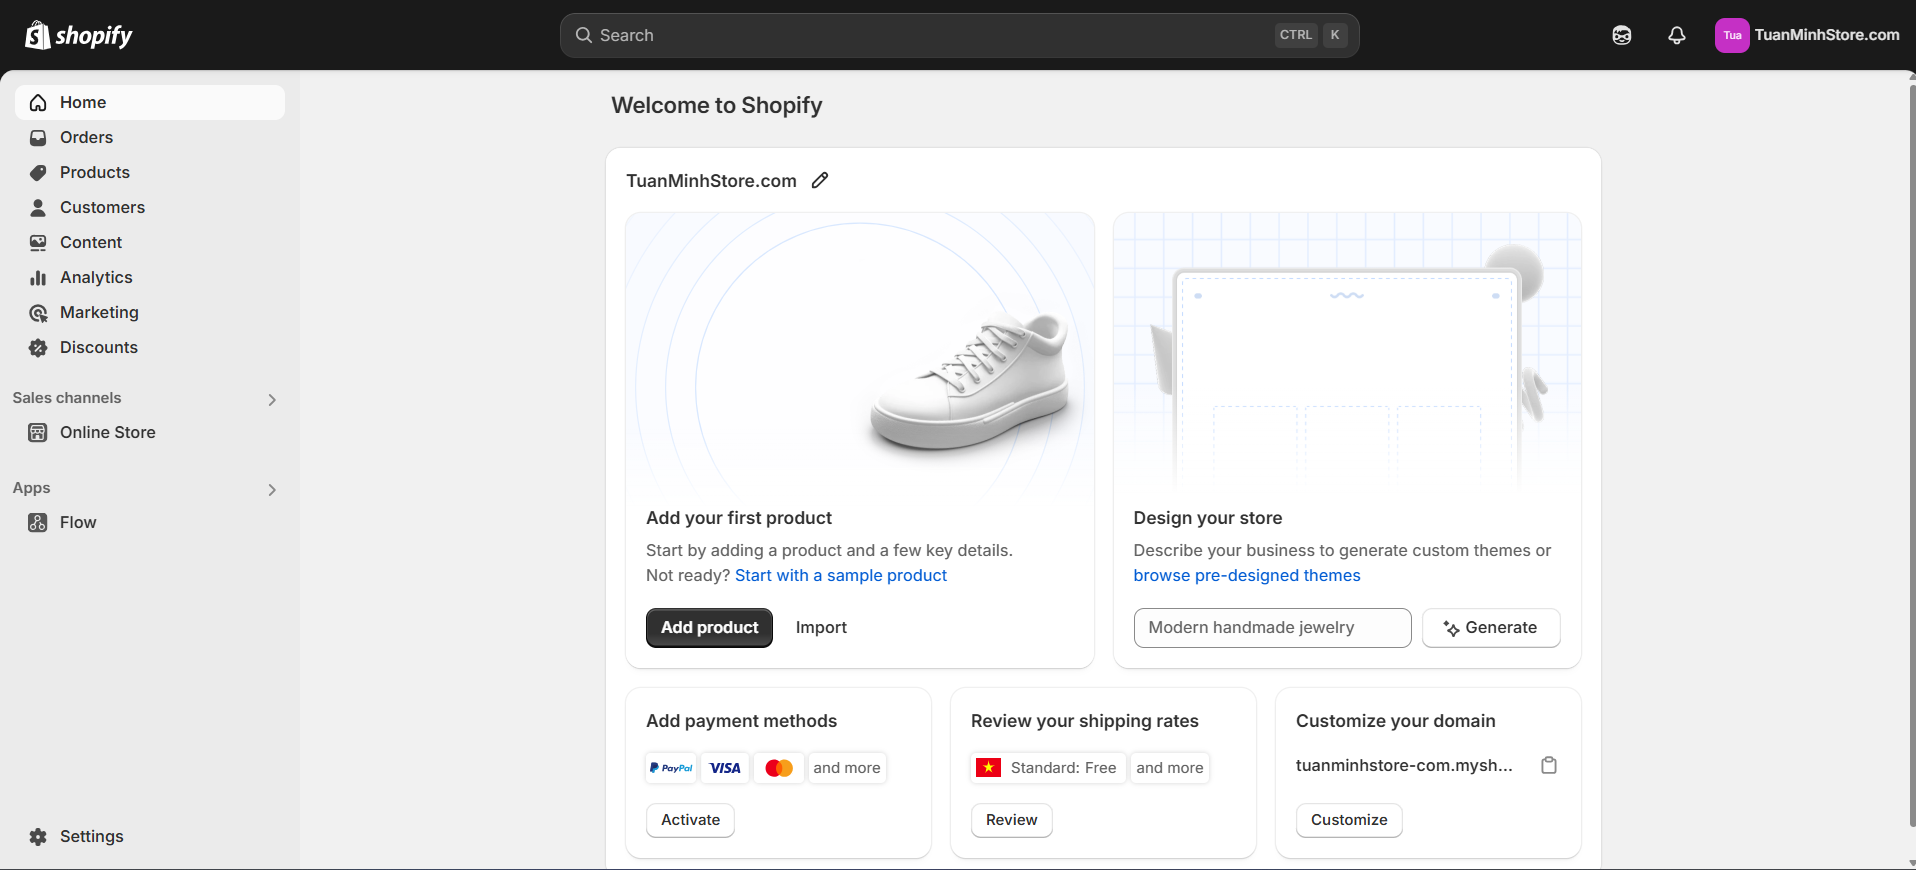 shopify
Search
CTRL K
Tua
TuanMinhStore.com
Home
Orders
Products
Customers
Content
Analytics
Marketing
Discounts
Sales channels
Online Store
Apps
Flow
Settings
Welcome to Shopify
TuanMinhStore.com
Add your first product
Start by adding a product and a few key details.
Not ready? Start with a sample product
Add product
Import
Design your store
Describe your business to generate custom themes or
browse pre-designed themes
Modern handmade jewelry
Generate
Add payment methods
PayPal VISA and more
Activate
Review your shipping rates
Standard: Free and more
Review
Customize your domain
tuanminhstore-com.mysh...
Customize